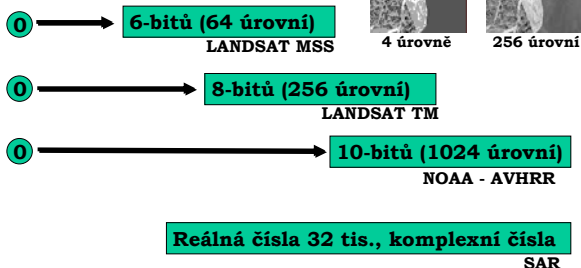 0 6-bitů (64 úrovní)
LANDSAT MSS
4 úrovně 256 úrovní
0 8-bitů (256 úrovní)
LANDSAT TM
0 10-bitů (1024 úrovní)
NOAA - AVHRR
Reálná čísla 32 tis., komplexní čísla
SAR